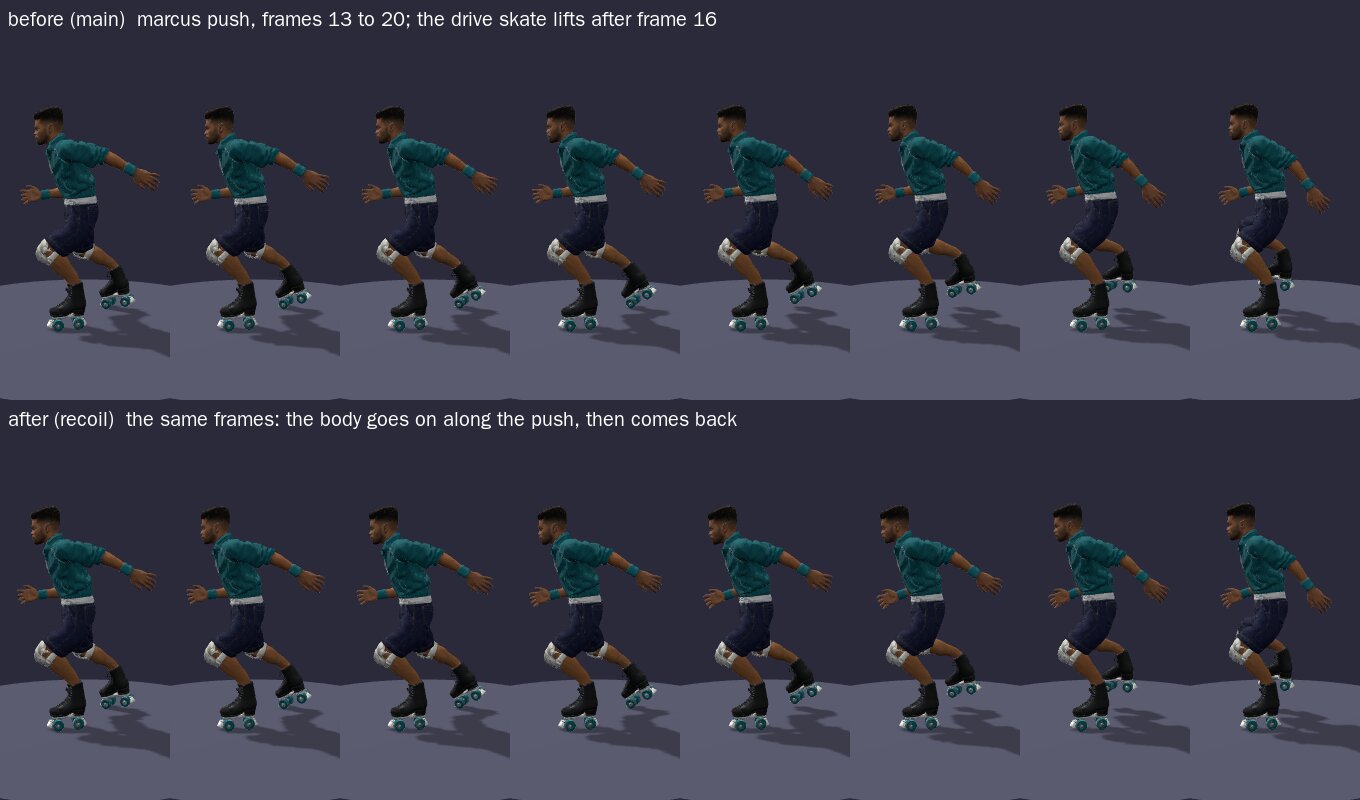 before (main)  marcus push, frames 13 to 20; the drive skate lifts after frame 16
after (recoil)  the same frames: the body goes on along the push, then comes back